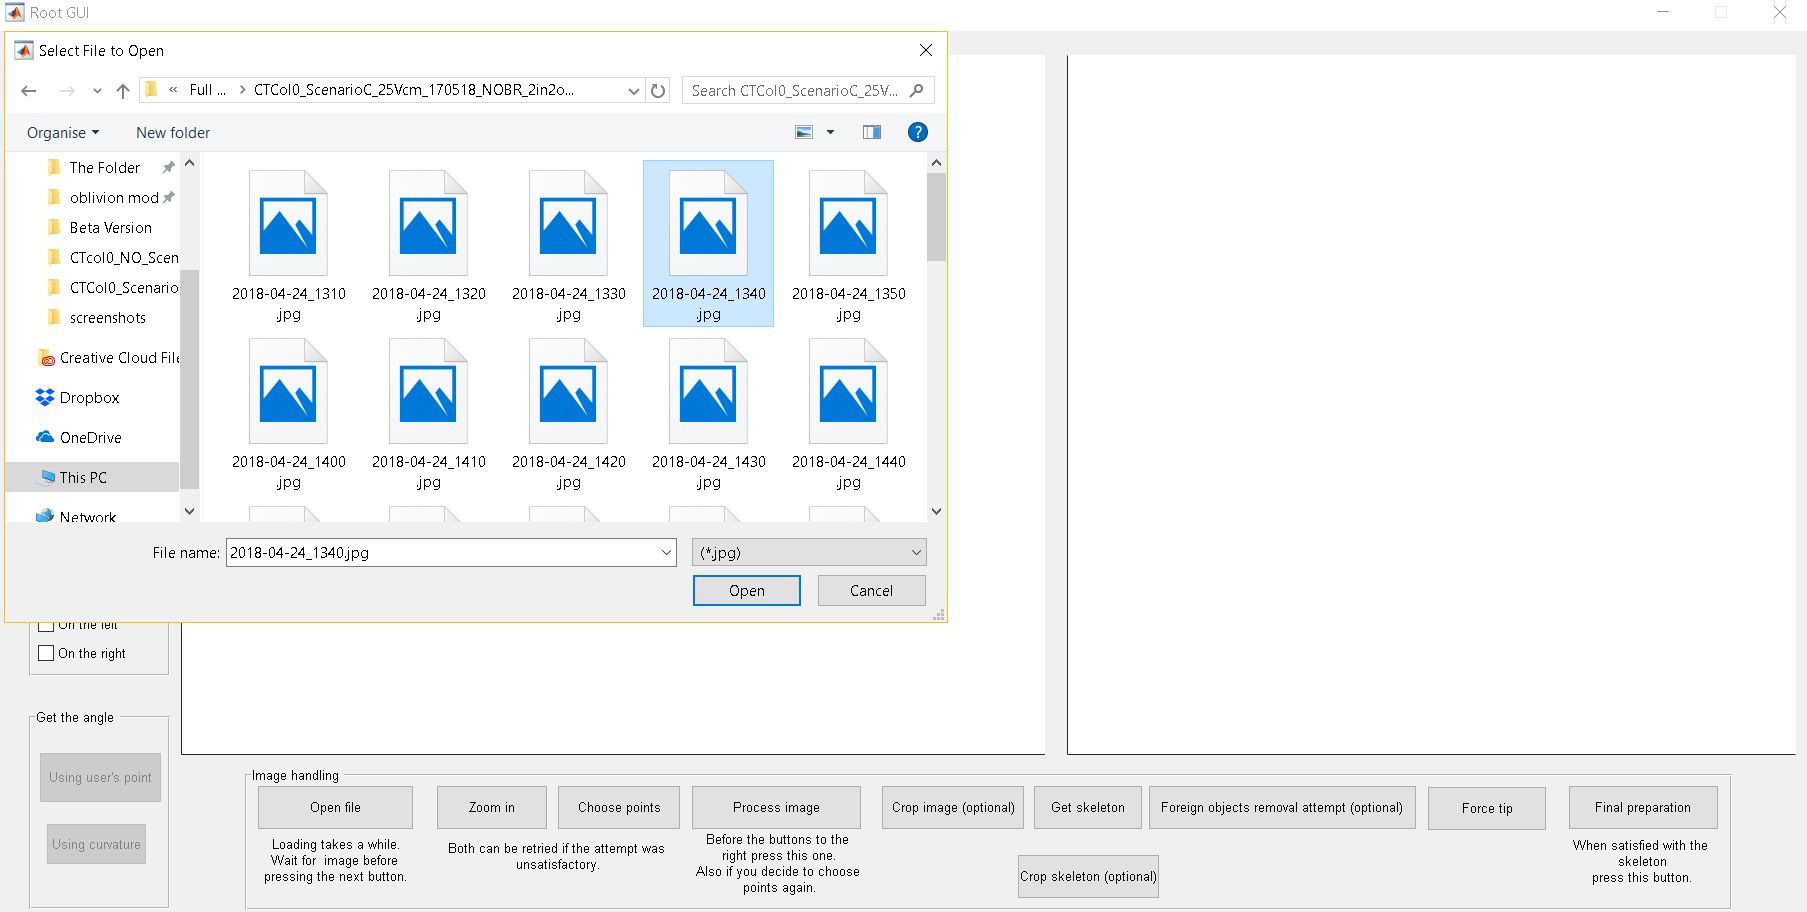 Root GUI
Select File to Open
« Full ... > CTCol0_ScenarioC_25Vcm_170518_NOBR_2in2o...
Search CTCol0_ScenarioC_25V...
Organise
New folder
?
The Folder
oblivion mod
Beta Version
CTcol0_NO_Scen
CTCol0_Scenario
screenshots
Creative Cloud File
Dropbox
OneDrive
This PC
Network
2018-04-24_1310
.jpg
2018-04-24_1320
.jpg
2018-04-24_1330
.jpg
2018-04-24_1340
.jpg
2018-04-24_1350
.jpg
2018-04-24_1400
.jpg
2018-04-24_1410
.jpg
2018-04-24_1420
.jpg
2018-04-24_1430
.jpg
2018-04-24_1440
.jpg
File name: 2018-04-24_1340.jpg
(*.jpg)
Open
Cancel
On the left
On the right
Get the angle
Using user's point
Using curvature
Image handling
Open file
Loading takes a while.
Wait for image before
pressing the next button.
Zoom in
Choose points
Both can be retried if the attempt was
unsatisfactory.
Process image
Before the buttons to the
right press this one.
Also if you decide to choose
points again.
Crop image (optional)
Get skeleton
Foreign objects removal attempt (optional)
Crop skeleton (optional)
Force tip
Final preparation
When satisfied with the
skeleton
press this button.